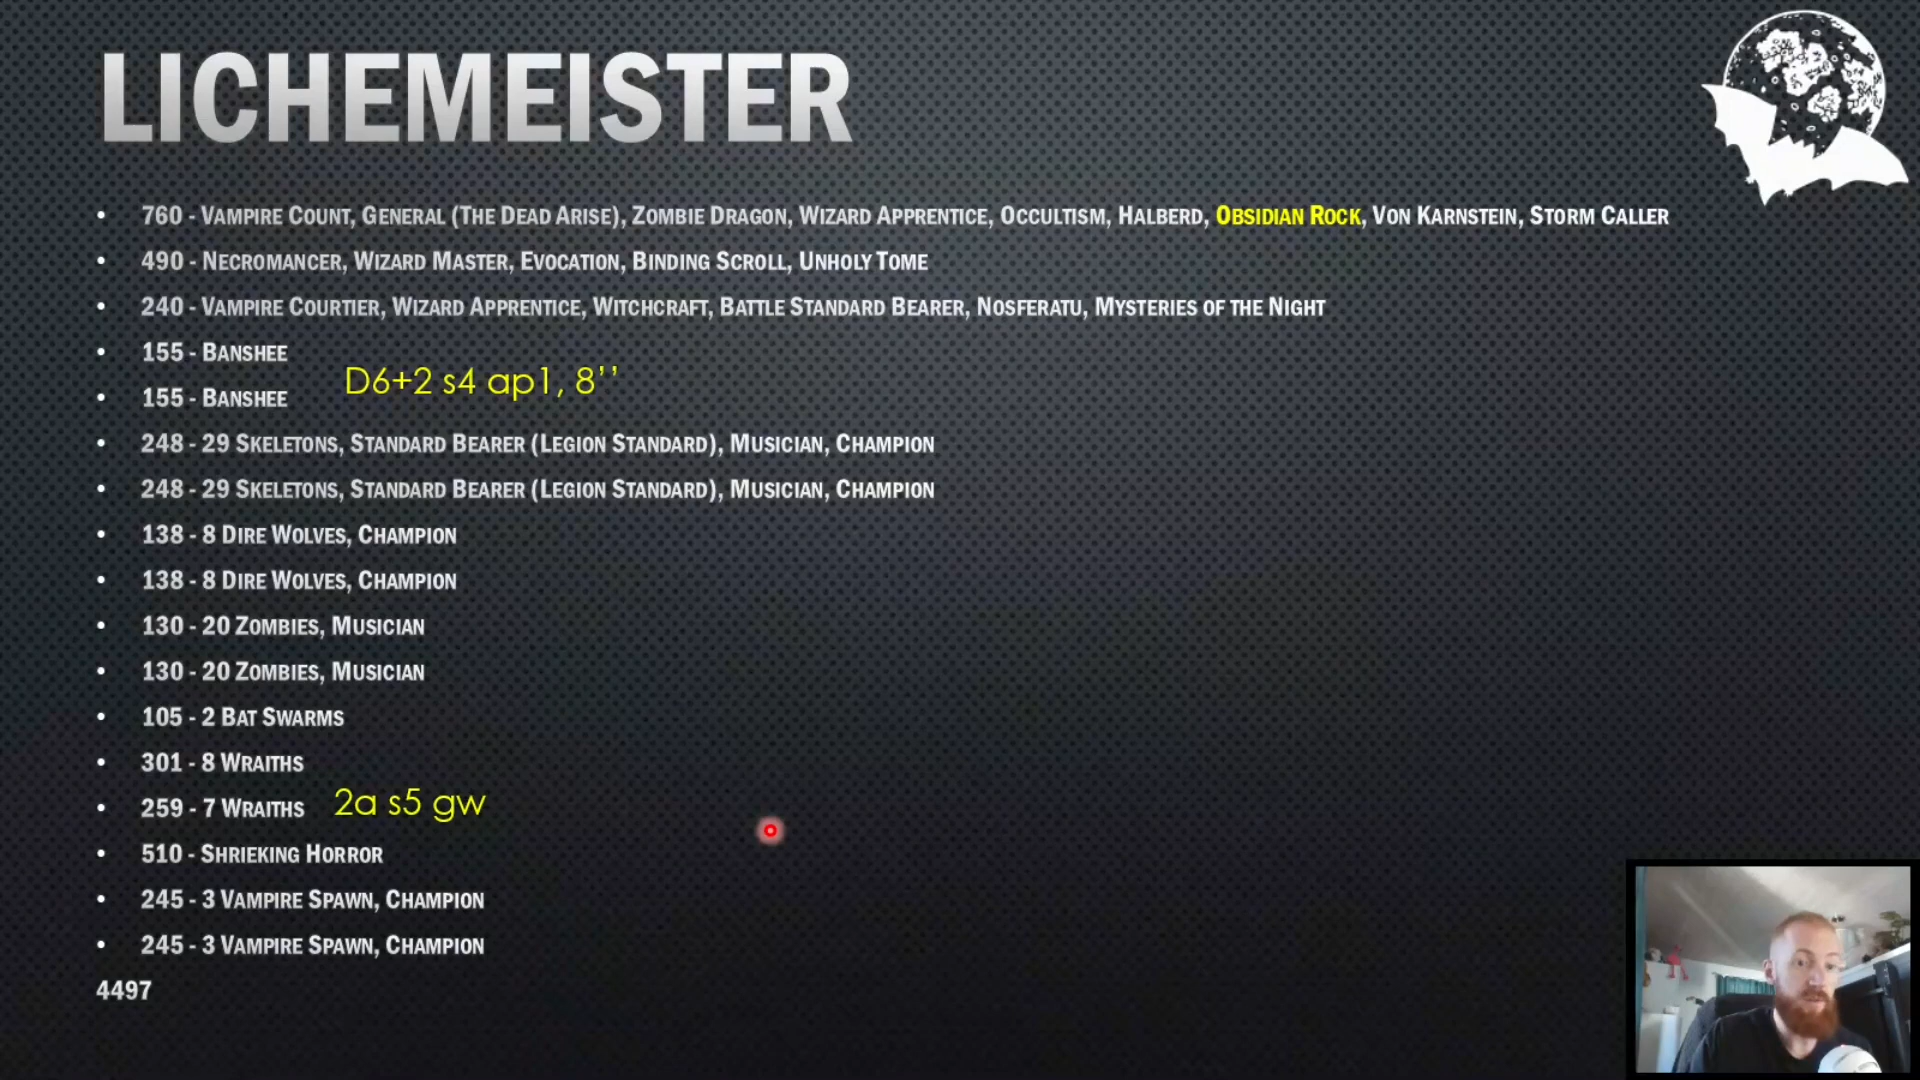 LICHEMEISTER
• 760 - Vampire Count, General (The Dead Arise), Zombie Dragon, Wizard Apprentice, Occultism, Halberd, Obsidian Rock, Von Karnstein, Storm Caller
• 490 - Necromancer, Wizard Master, Evocation, Binding Scroll, Unholy Tome
• 240 - Vampire Courtier, Wizard Apprentice, Witchcraft, Battle Standard Bearer, Nosferatu, Mysteries of the Night
• 155 - Banshee
D6+2 s4 ap1, 8’’
• 155 - Banshee
• 248 - 29 Skeletons, Standard Bearer (Legion Standard), Musician, Champion
• 248 - 29 Skeletons, Standard Bearer (Legion Standard), Musician, Champion
• 138 - 8 Dire Wolves, Champion
• 138 - 8 Dire Wolves, Champion
• 130 - 20 Zombies, Musician
• 130 - 20 Zombies, Musician
• 105 - 2 Bat Swarms
• 301 - 8 Wraiths
• 259 - 7 Wraiths
2a s5 gw
• 510 - Shrieking Horror
• 245 - 3 Vampire Spawn, Champion
• 245 - 3 Vampire Spawn, Champion
4497